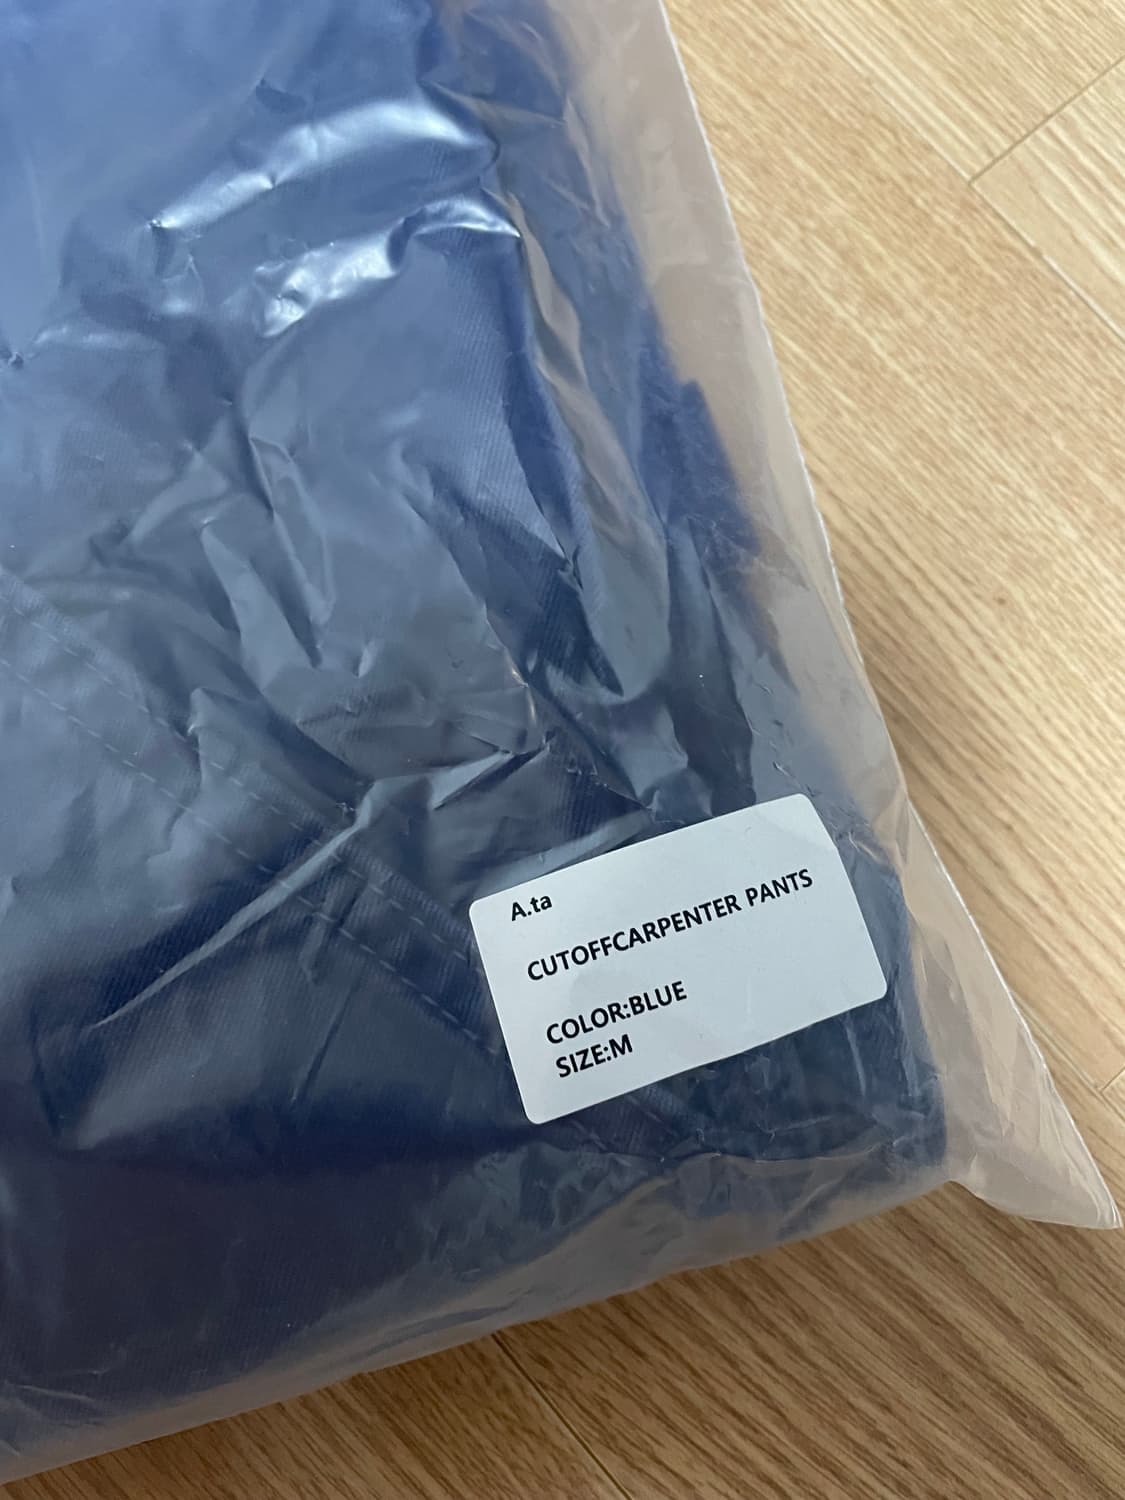 A.ta
CUTOFFCARPENTER PANTS
COLOR:BLUE
SIZE:M